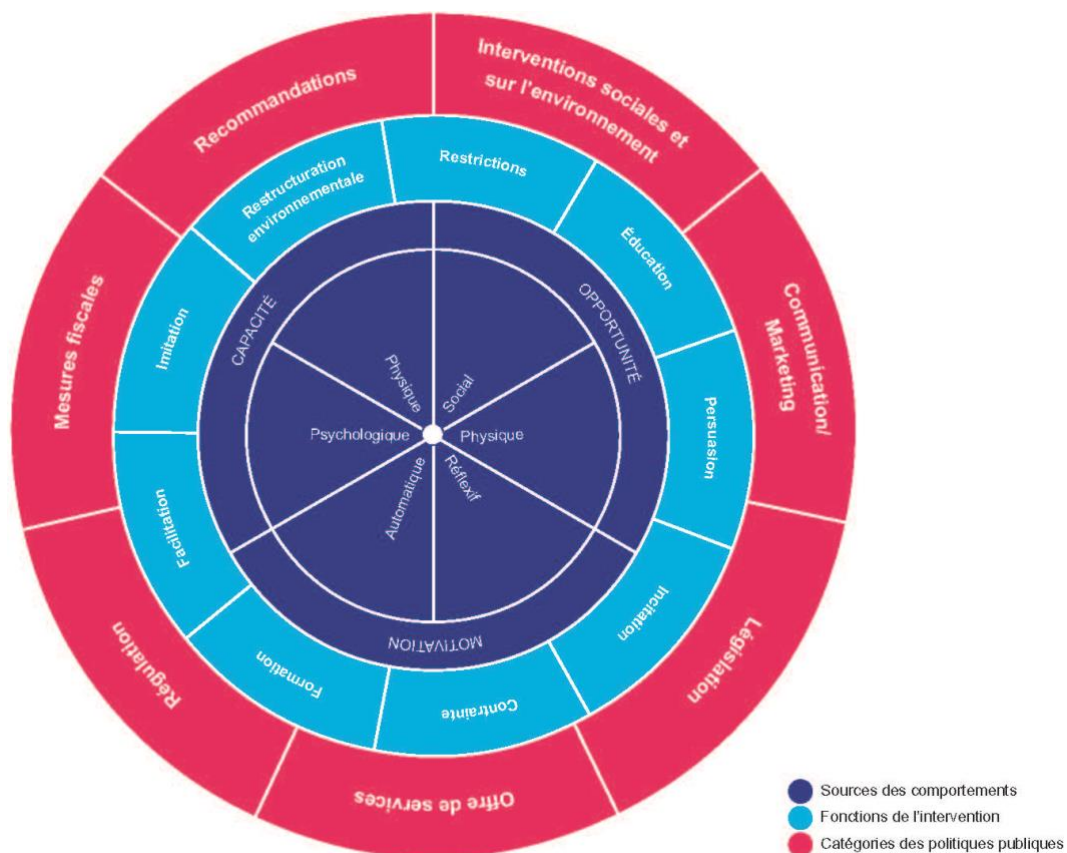 Interventions sociales et
sur l'environnement
Communication/
Marketing
Législation
Offre de services
Régulation
Mesures fiscales
Recommandations
Restrictions
Éducation
Persuasion
Incitation
Contrainte
Formation
Facilitation
Imitation
Restructuration
environnementale
CAPACITÉ
OPPORTUNITÉ
MOTIVATION
Physique
Social
Psychologique
Physique
Automatique
Réflexif
Sources des comportements
Fonctions de l'intervention
Catégories des politiques publiques